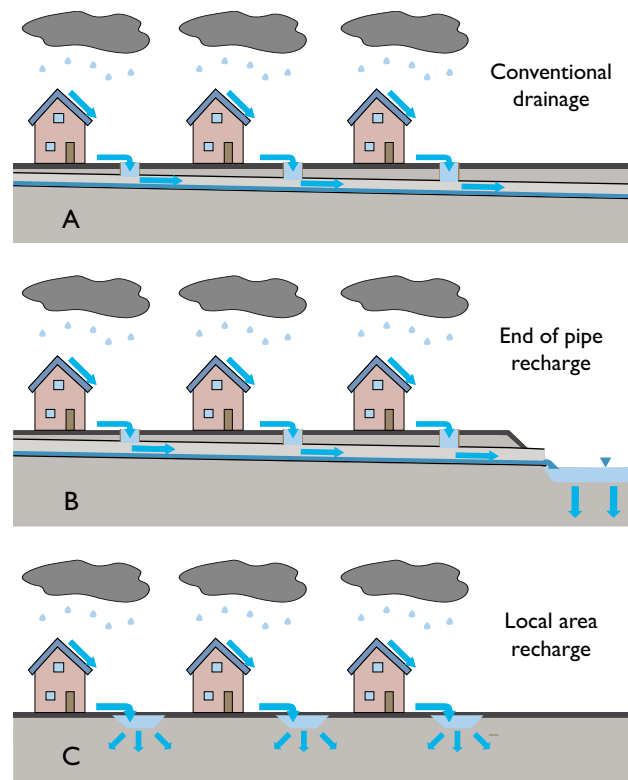 Conventional
drainage
A
End of pipe
recharge
B
Local area
recharge
C